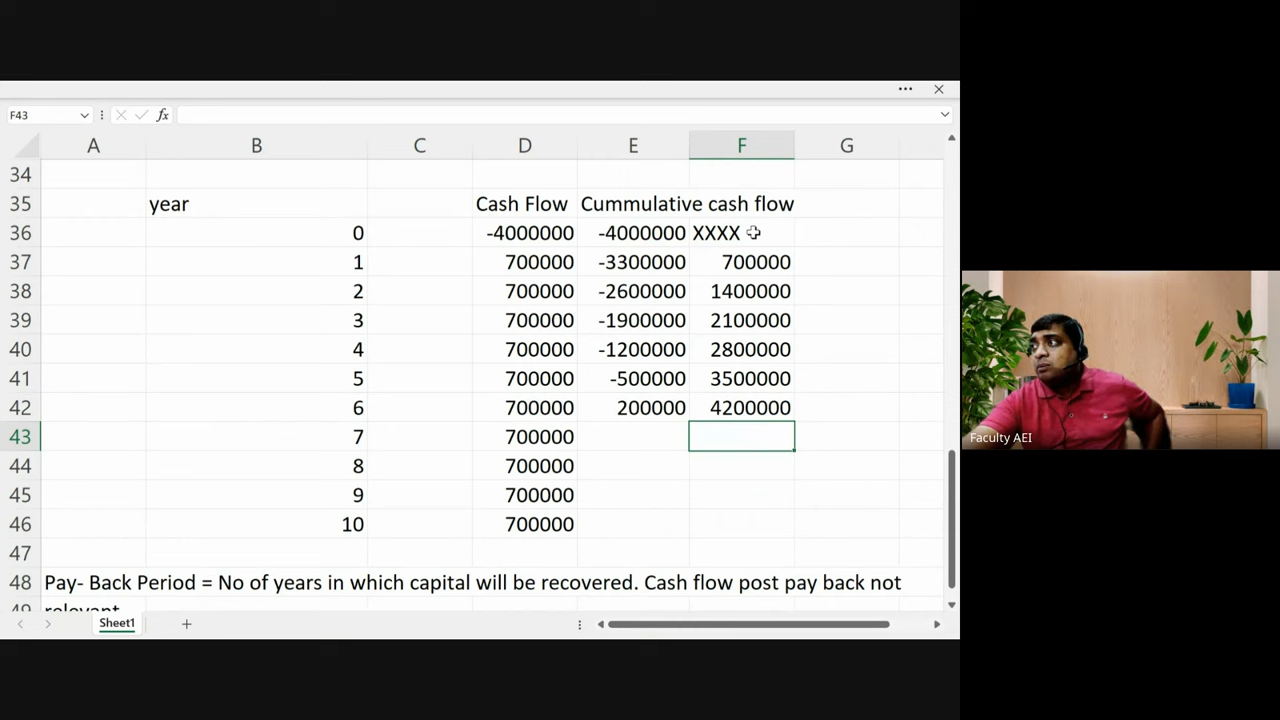 F43 fx
A B C D E F G
34
35 year Cash Flow Cummulative cash flow
36 0 -4000000 -4000000 XXXX
37 1 700000 -3300000 700000
38 2 700000 -2600000 1400000
39 3 700000 -1900000 2100000
40 4 700000 -1200000 2800000
41 5 700000 -500000 3500000
42 6 700000 200000 4200000
43 7 700000
44 8 700000
45 9 700000
46 10 700000
47
48 Pay- Back Period = No of years in which capital will be recovered. Cash flow post pay back not
49 relevant
Sheet1
Faculty AEI